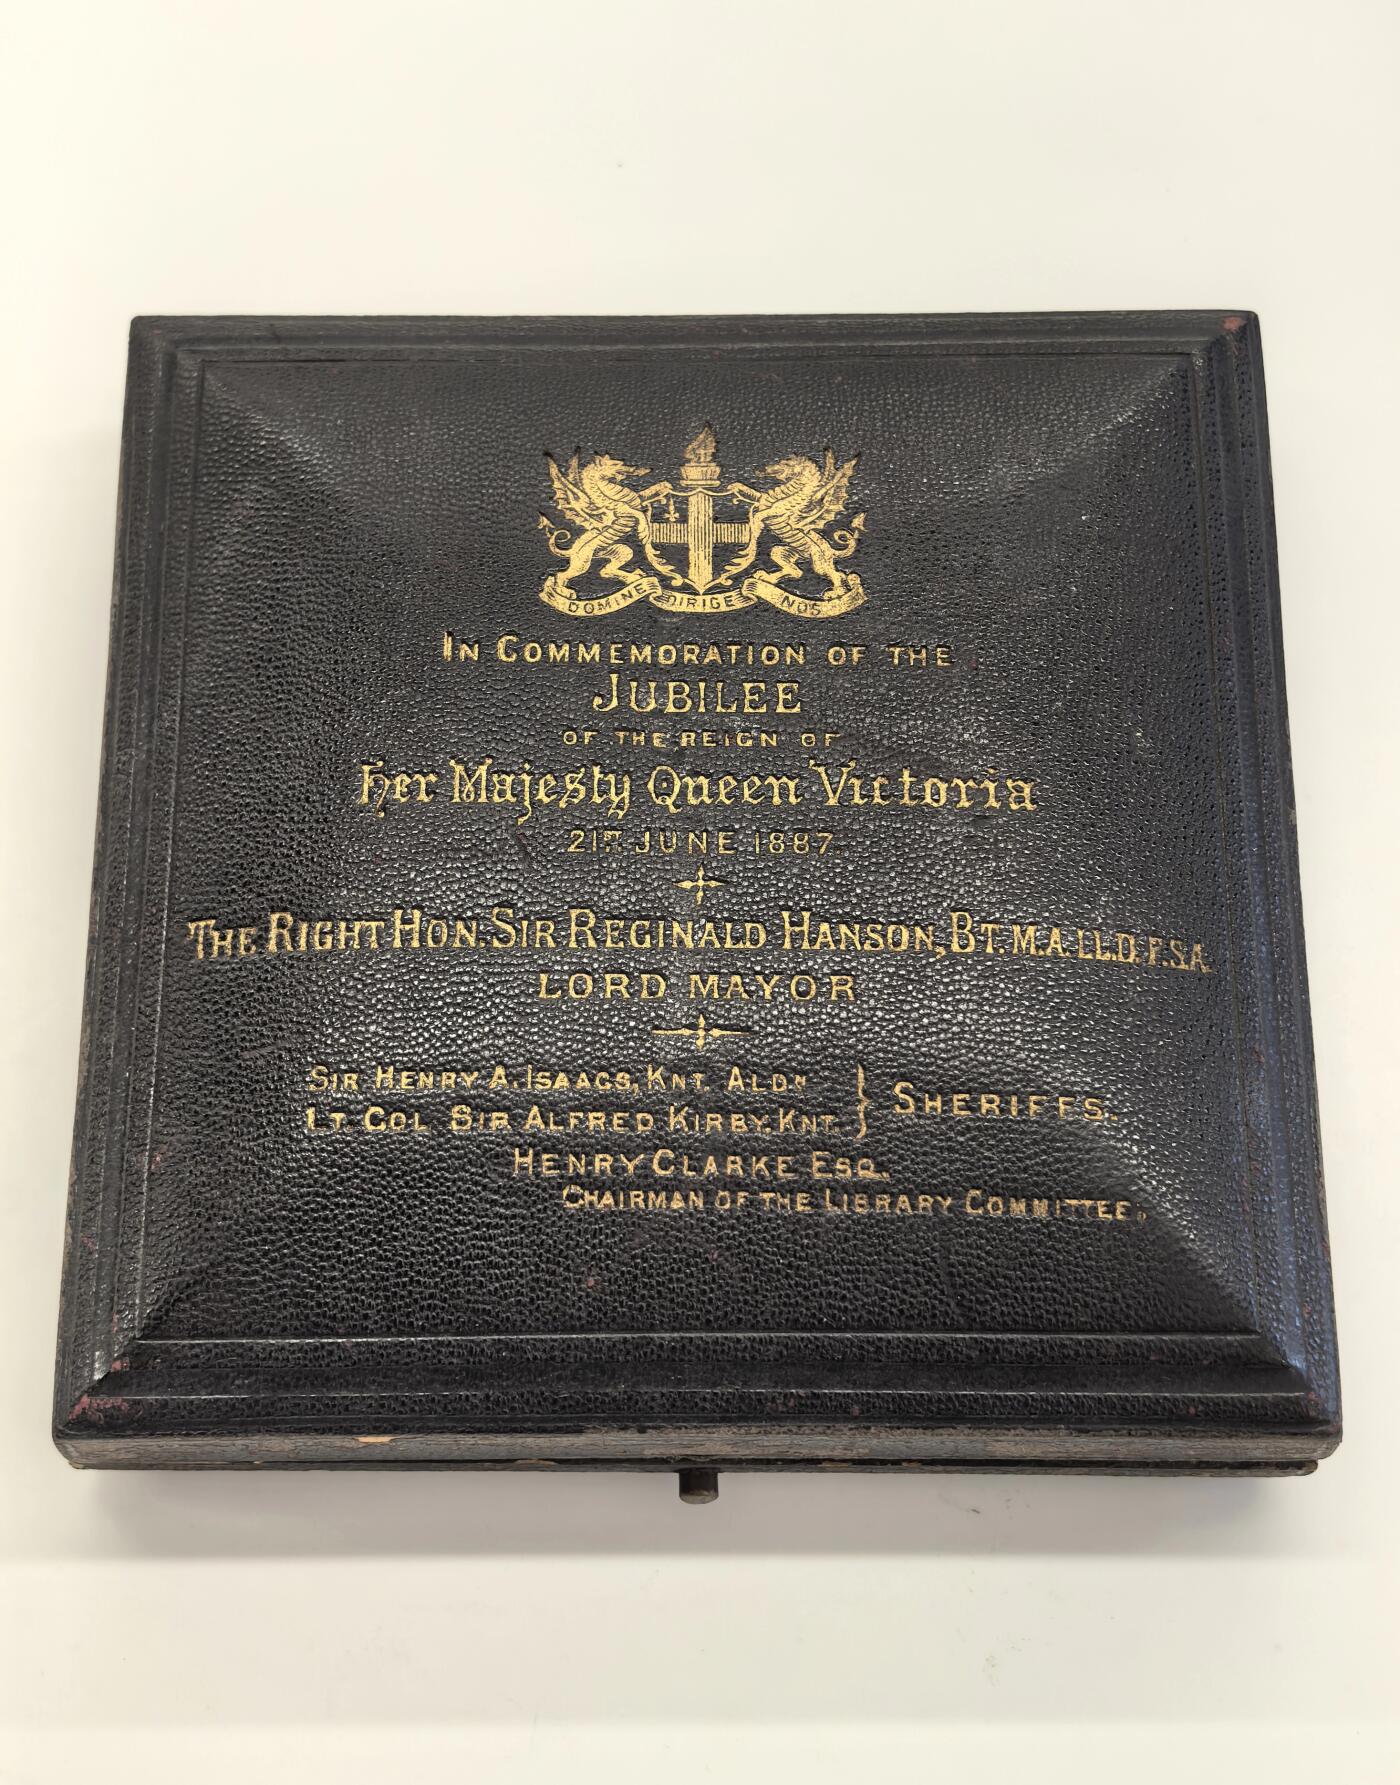 DOMINE DIRIGE NOS
IN COMMEMORATION OF THE
JUBILEE
OF THE REIGN OF
Her Majesty Queen Victoria
21ST JUNE 1887
THE RIGHT HON. SIR REGINALD HANSON, BT. M.A. LL.D. F.S.A.
LORD MAYOR
SIR HENRY A. ISAACS, KNT. ALDN
LT. COL SIR ALFRED KIRBY, KNT. } SHERIFFS.
HENRY CLARKE ESQ.
CHAIRMAN OF THE LIBRARY COMMITTEE.